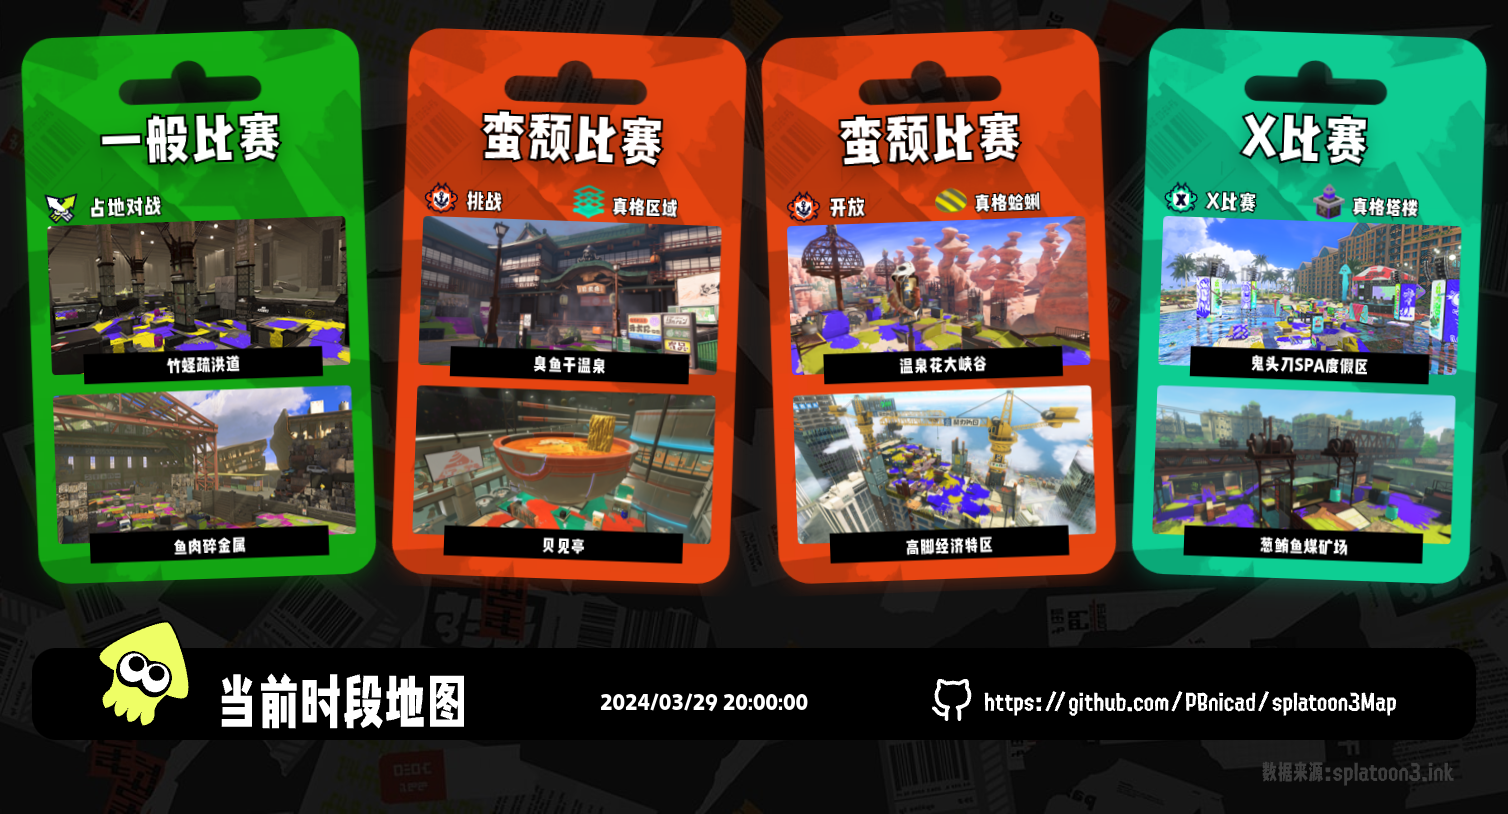 一般比赛
占地对战
竹蛏疏洪道
鱼肉碎金属
蛮颓比赛
挑战
真格区域
臭鱼干温泉
贝见亭
蛮颓比赛
开放
真格蛤蜊
温泉花大峡谷
高脚经济特区
X比赛
X比赛
真格塔楼
鬼头刀SPA度假区
葱鲔鱼煤矿场
当前时段地图
2024/03/29 20:00:00
https://github.com/PBnicad/splatoon3Map
数据来源:splatoon3.ink